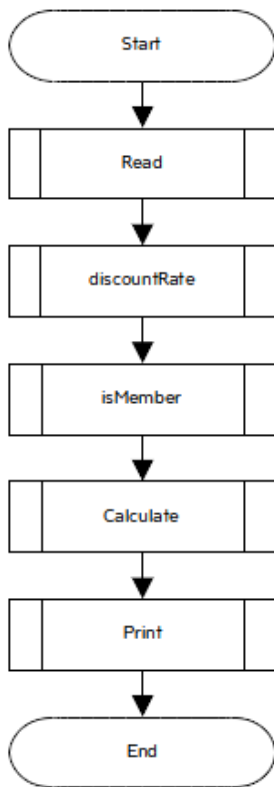 Start
Read
discountRate
isMember
Calculate
Print
End